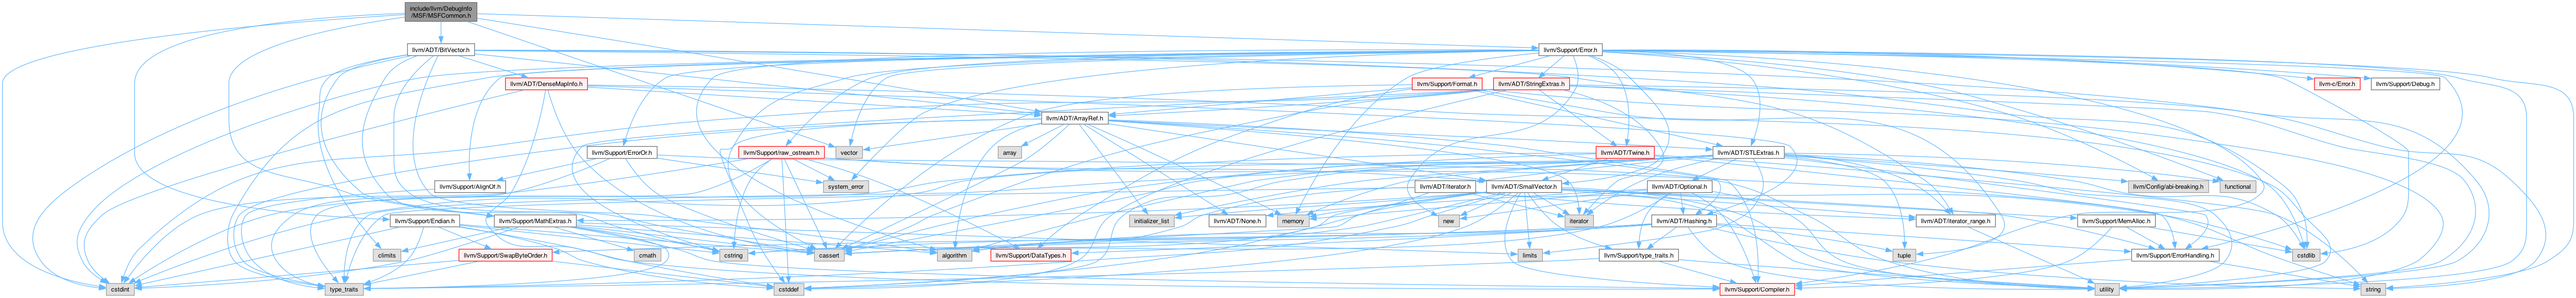 include/llvm/DebugInfo
/MSF/MSFCommon.h
llvm/ADT/BitVector.h
llvm/Support/Error.h
llvm/ADT/DenseMapInfo.h
llvm/Support/Format.h
llvm/ADT/StringExtras.h
llvm-c/Error.h
llvm/Support/Debug.h
llvm/ADT/ArrayRef.h
llvm/Support/ErrorOr.h
vector
llvm/Support/raw_ostream.h
array
llvm/ADT/Twine.h
llvm/ADT/STLExtras.h
llvm/Support/AlignOf.h
system_error
llvm/ADT/iterator.h
llvm/ADT/SmallVector.h
llvm/ADT/Optional.h
llvm/Config/abi-breaking.h
functional
llvm/Support/Endian.h
llvm/Support/MathExtras.h
initializer_list
llvm/ADT/None.h
memory
new
iterator
llvm/ADT/Hashing.h
llvm/ADT/iterator_range.h
llvm/Support/MemAlloc.h
climits
llvm/Support/SwapByteOrder.h
cmath
cstring
llvm/Support/DataTypes.h
cassert
algorithm
limits
llvm/Support/type_traits.h
tuple
llvm/Support/ErrorHandling.h
cstdlib
cstdint
type_traits
cstddef
llvm/Support/Compiler.h
utility
string